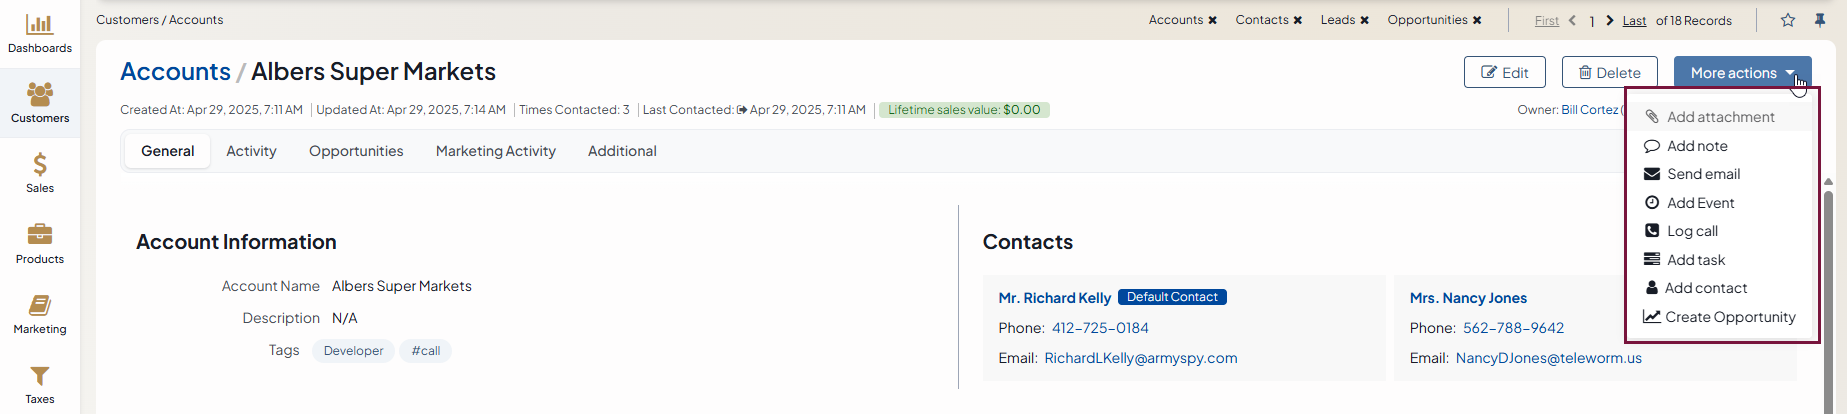 Customers / Accounts
Accounts ✖ Contacts ✖ Leads ✖ Opportunities ✖
First 1 Last of 18 Records
Dashboards
Customers
Sales
Products
Marketing
Taxes
Accounts / Albers Super Markets
Edit Delete More actions
Created At: Apr 29, 2025, 7:11 AM Updated At: Apr 29, 2025, 7:14 AM Times Contacted: 3 Last Contacted: Apr 29, 2025, 7:11 AM Lifetime sales value: $0.00
Owner: Bill Cortez (
General Activity Opportunities Marketing Activity Additional
Add attachment
Add note
Send email
Add Event
Log call
Add task
Add contact
Create Opportunity
Account Information
Account Name Albers Super Markets
Description N/A
Tags Developer #call
Contacts
Mr. Richard Kelly Default Contact
Phone: 412-725-0184
Email: RichardLKelly@armyspy.com
Mrs. Nancy Jones
Phone: 562-788-9642
Email: NancyDJones@teleworm.us